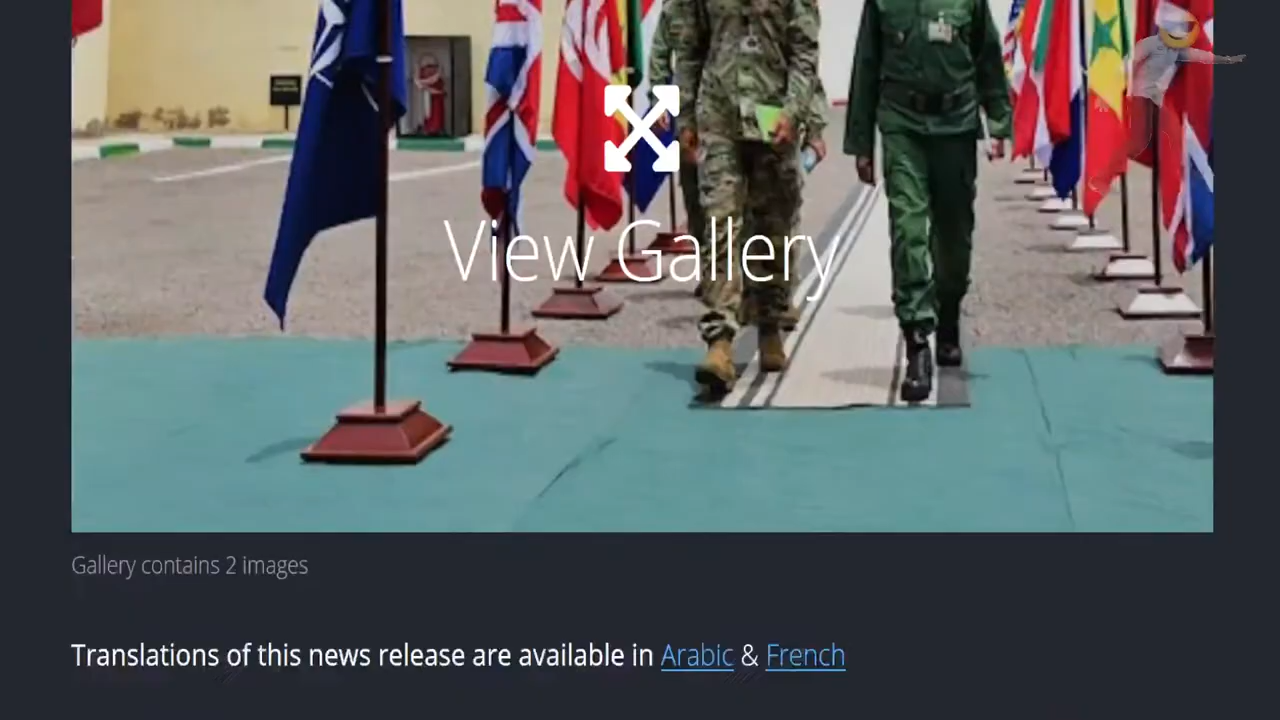 View Gallery
Gallery contains 2 images
Translations of this news release are available in Arabic & French